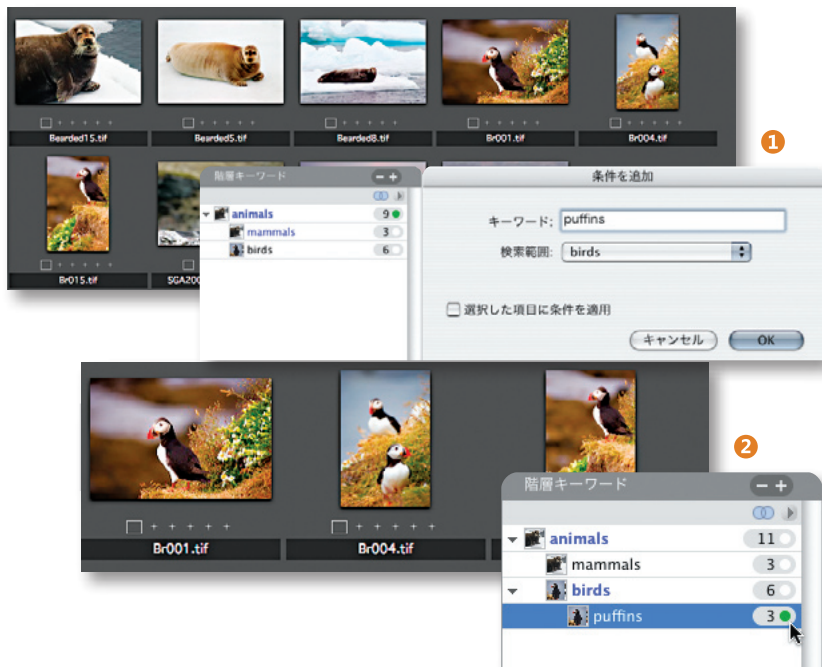 Bearded15.tif
Bearded5.tif
Bearded8.tif
Br001.tif
Br004.tif
1
階層キーワード
- +
animals 9
mammals 3
birds 6
条件を追加
キーワード: puffins
検索範囲: birds
選択した項目に条件を適用
キャンセル OK
Br015.tif
SGA200
2
Br001.tif
Br004.tif
階層キーワード
- +
animals 11
mammals 3
birds 6
puffins 3